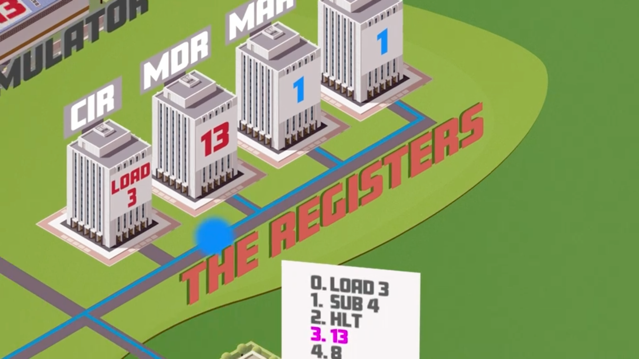 13
MULATOR
MAR
MDR
CIR
1
1
13
LOAD
3
THE REGISTERS
0. LOAD 3
1. SUB 4
2. HLT
3. 13
4. 8